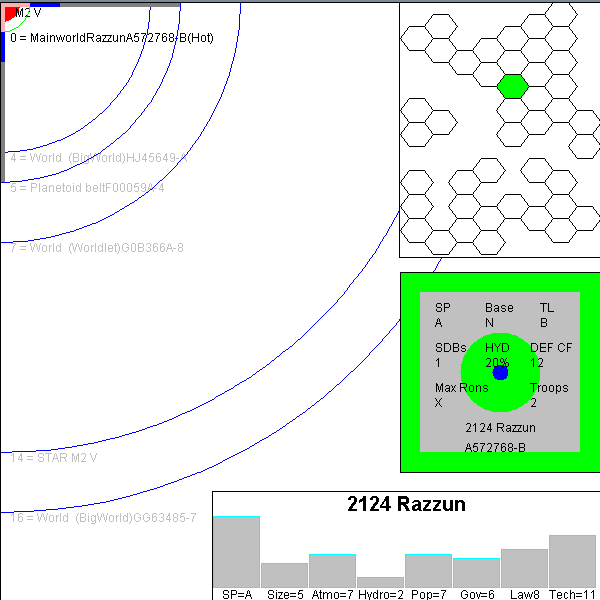 M2 V
0 = MainworldRazzunA572768-B(Hot)
4 = World  (BigWorld)HJ45649-A
5 = Planetoid beltF00059A-4
7 = World  (Worldlet)G0B366A-8
14 = STAR M2 V
16 = World  (BigWorld)GG63485-7
SP Base TL
A N B
SDBs HYD DEF CF
1 20% 12
Max Rons Troops
X 2
2124 Razzun
A572768-B
2124 Razzun
SP=A Size=5 Atmo=7 Hydro=2 Pop=7 Gov=6 Law8 Tech=11